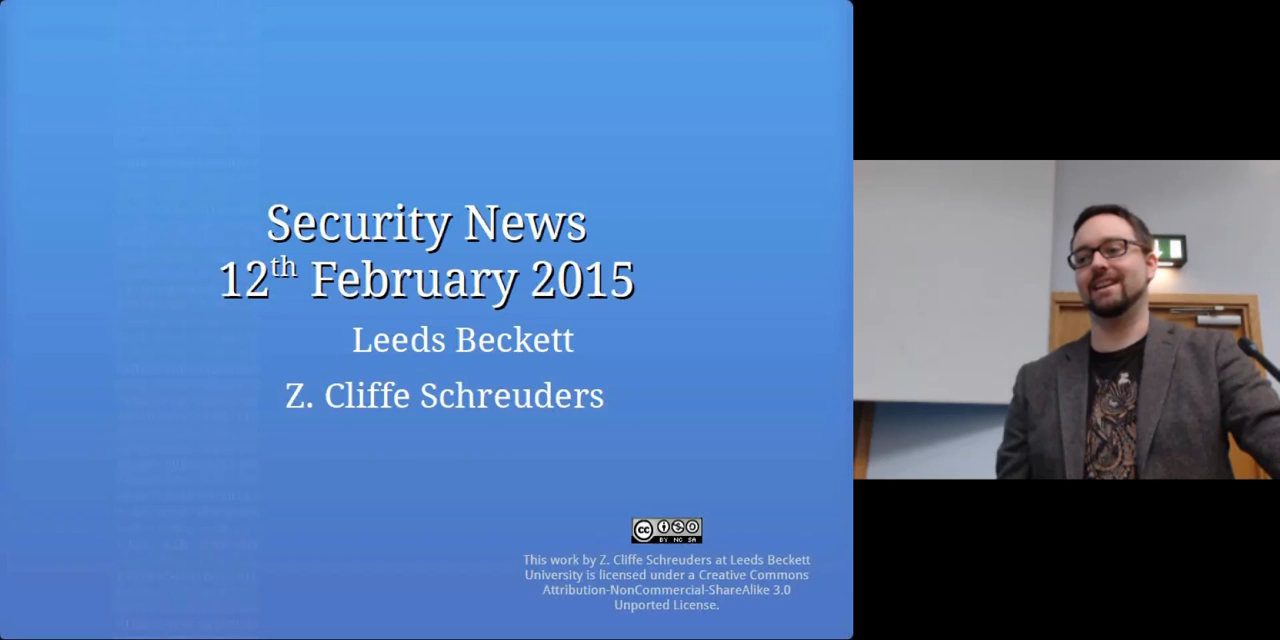 Security News
12th February 2015
Leeds Beckett
Z. Cliffe Schreuders
cc
BY NC SA
This work by Z. Cliffe Schreuders at Leeds Beckett
University is licensed under a Creative Commons
Attribution-NonCommercial-ShareAlike 3.0
Unported License.